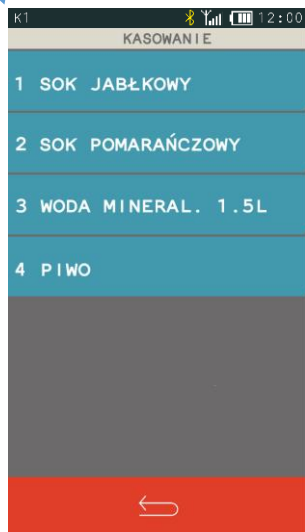 K1 12:00
KASOWANIE
1 SOK JABŁKOWY
2 SOK POMARAŃCZOWY
3 WODA MINERAL. 1.5L
4 PIWO